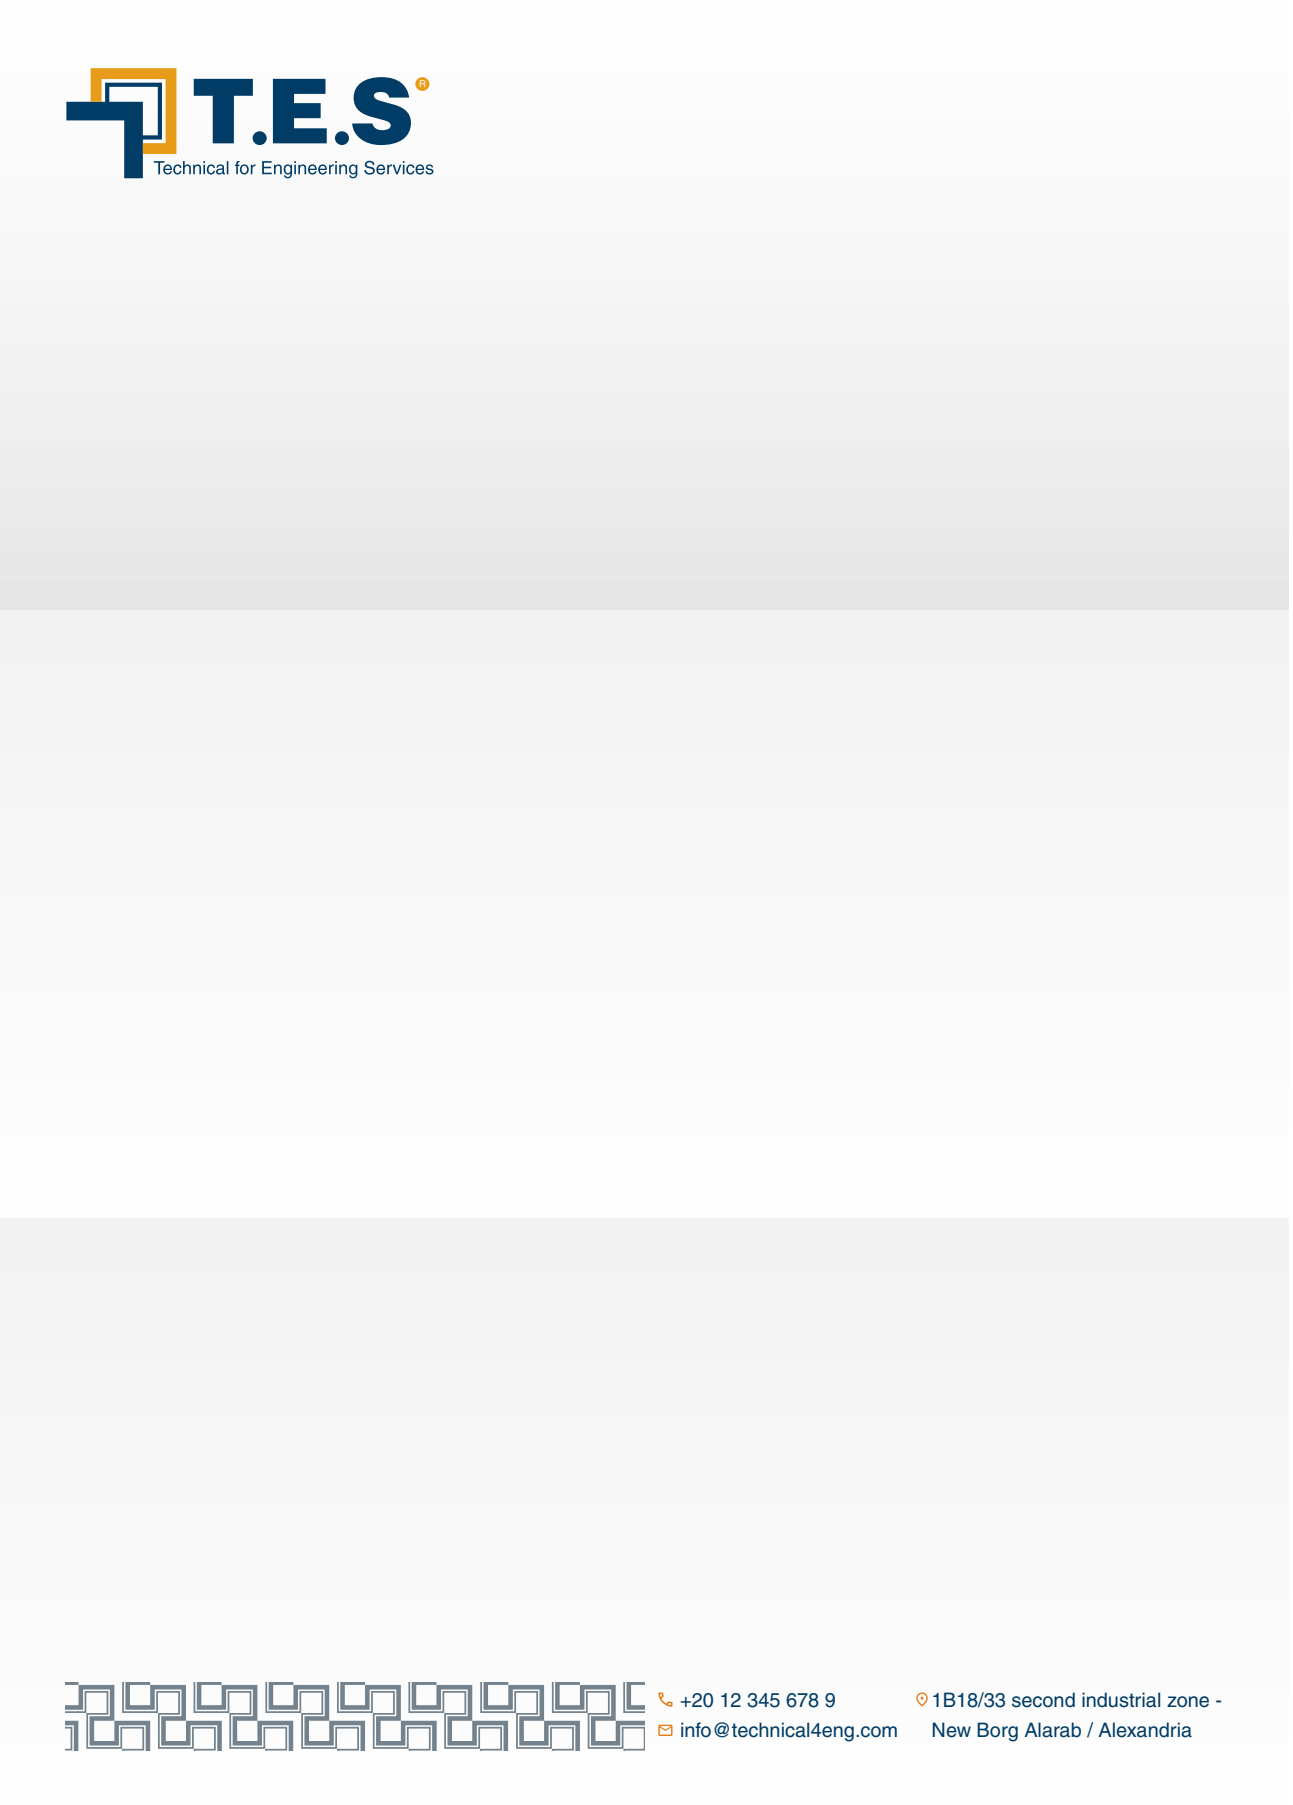 T.E.S ®
Technical for Engineering Services
+20 12 345 678 9
info@technical4eng.com
1B18/33 second industrial zone -
New Borg Alarab / Alexandria